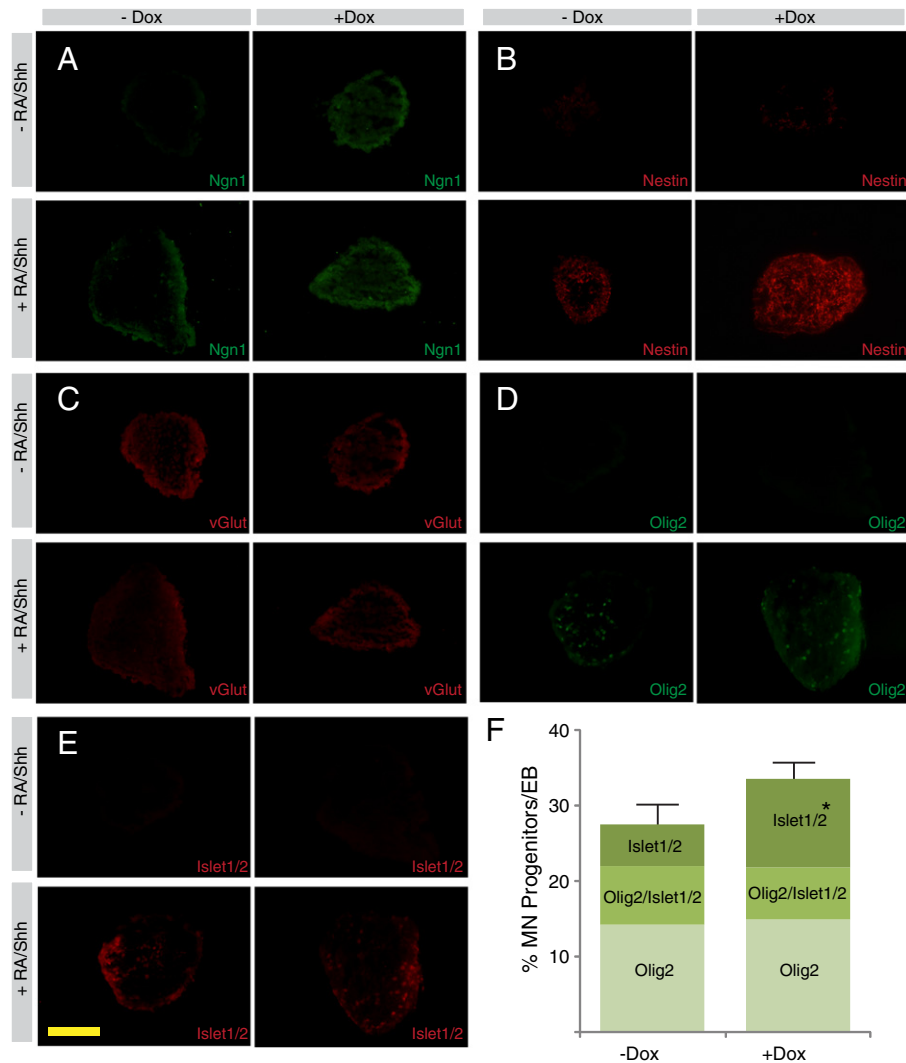 - Dox +Dox - Dox +Dox
A B
- RA/Shh
Ngn1 Ngn1 Nestin Nestin
+ RA/Shh
Ngn1 Ngn1 Nestin Nestin
C D
- RA/Shh
vGlut vGlut Olig2 Olig2
+ RA/Shh
vGlut vGlut Olig2 Olig2
E
- RA/Shh
Islet1/2 Islet1/2
+ RA/Shh
Islet1/2 Islet1/2
F
% MN Progenitors/EB
40
30
20
10
Islet1/2 Islet1/2 *
Olig2/Islet1/2 Olig2/Islet1/2
Olig2 Olig2
-Dox +Dox